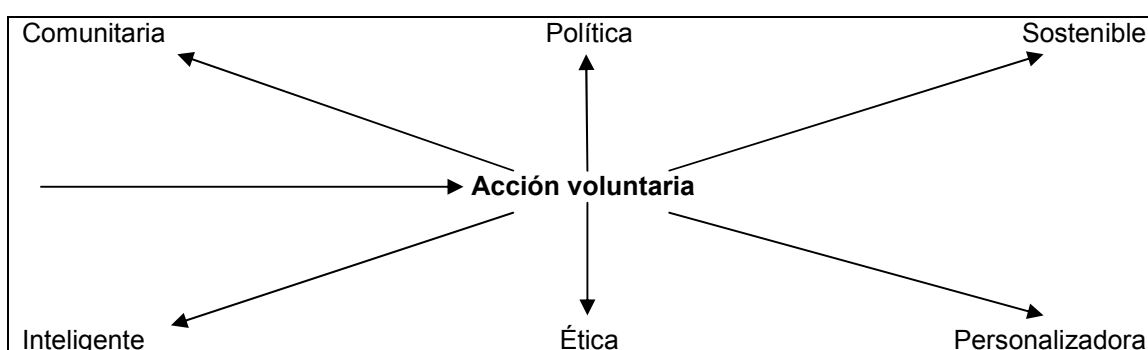 Comunitaria Política Sostenible
Acción voluntaria
Inteligente Ética Personalizadora